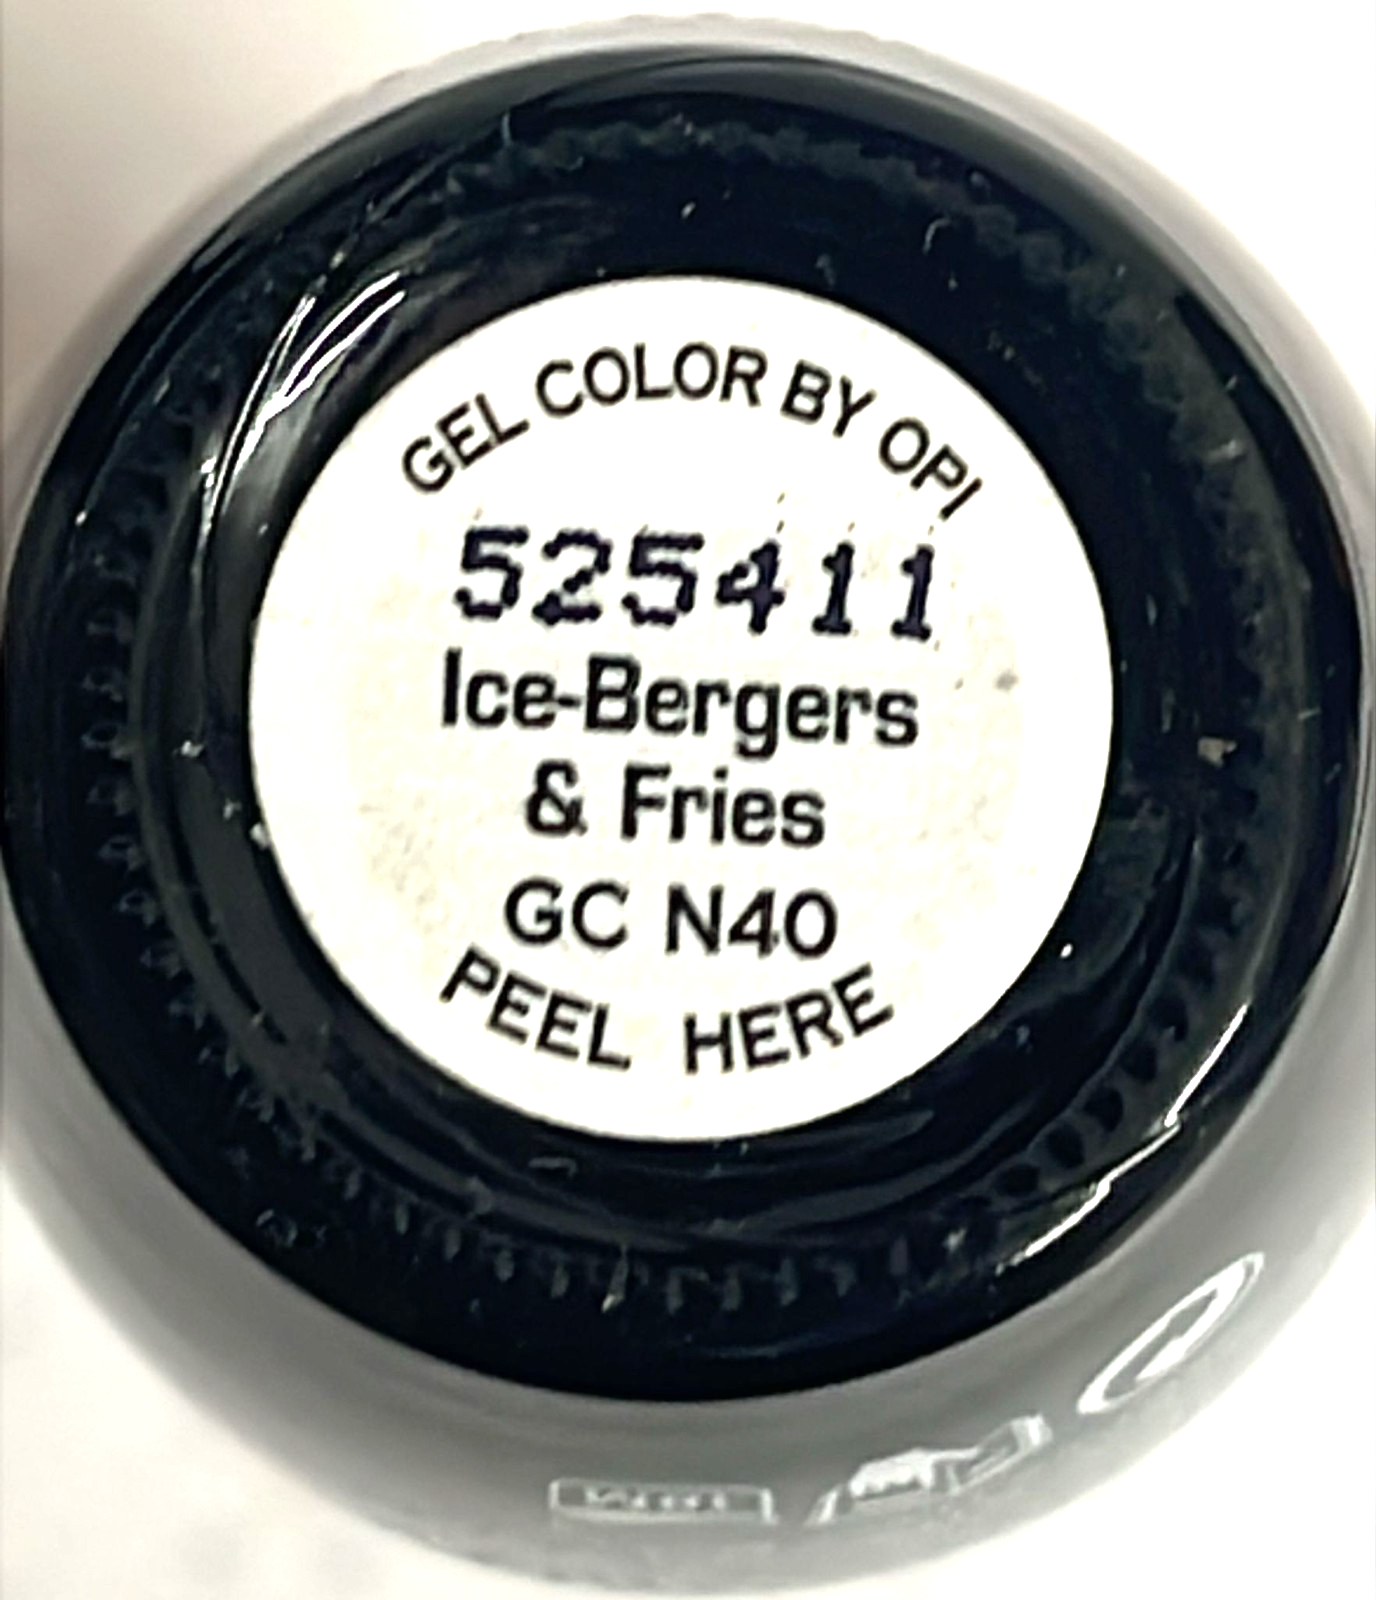 GEL COLOR BY OPI
525411
Ice-Bergers
& Fries
GC N40
PEEL HERE